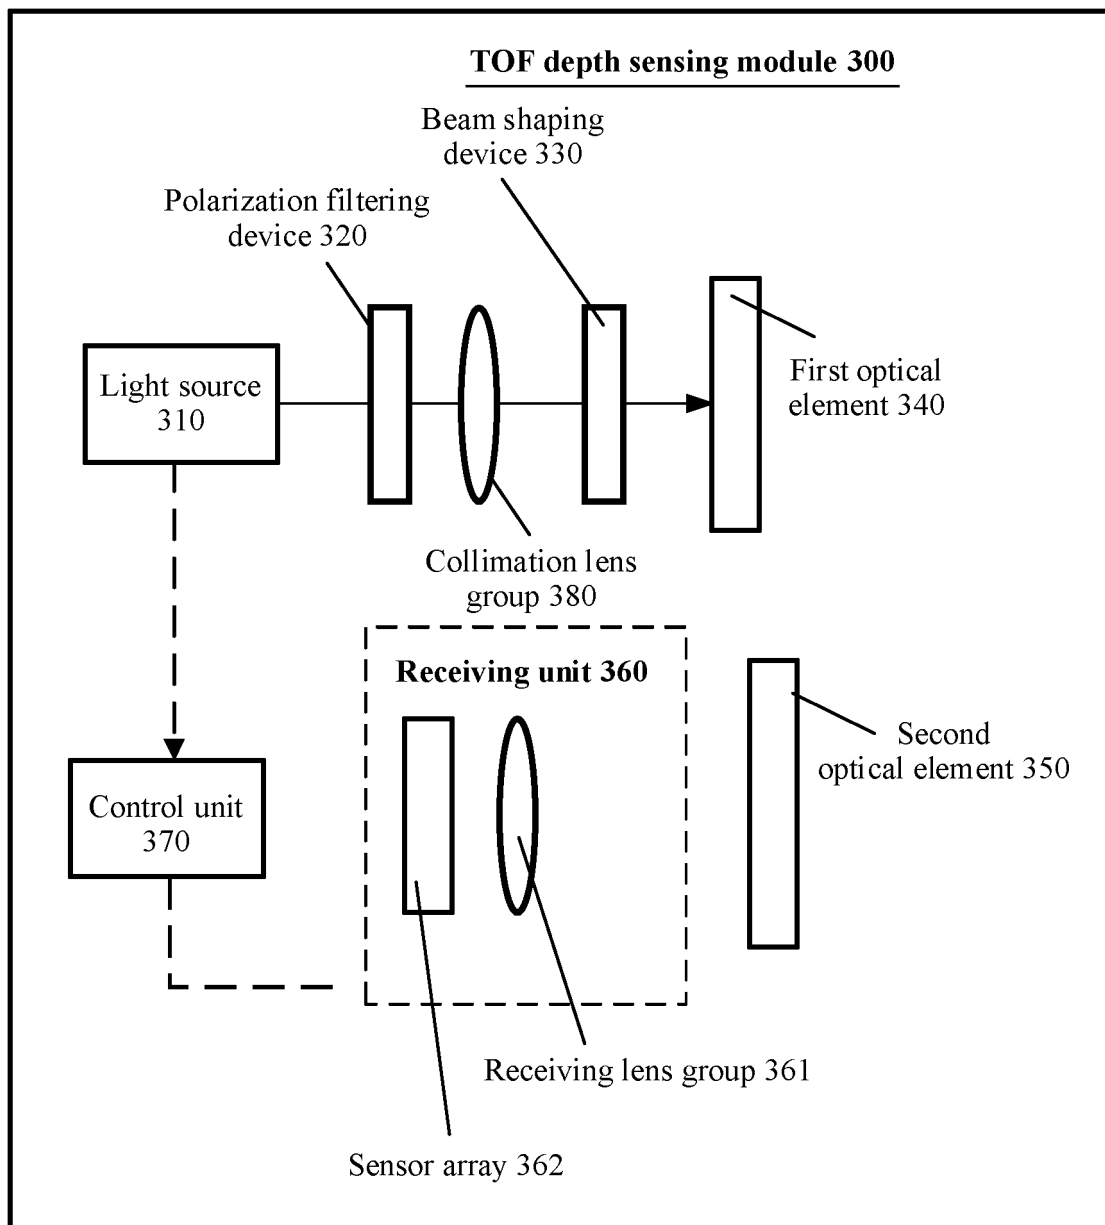 TOF depth sensing module 300
Beam shaping
device 330
Polarization filtering
device 320
Light source
310
First optical
element 340
Collimation lens
group 380
Receiving unit 360
Second
optical element 350
Control unit
370
Receiving lens group 361
Sensor array 362